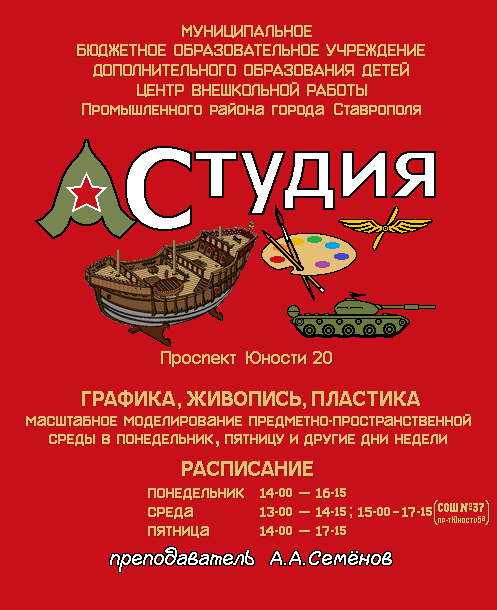 МУНИЦИПАЛЬНОЕ
БЮДЖЕТНОЕ ОБРАЗОВАТЕЛЬНОЕ УЧРЕЖДЕНИЕ
ДОПОЛНИТЕЛЬНОГО ОБРАЗОВАНИЯ ДЕТЕЙ
ЦЕНТР ВНЕШКОЛЬНОЙ РАБОТЫ
Промышленного района города Ставрополя
АСтудия
Проспект Юности 20
ГРАФИКА, ЖИВОПИСЬ, ПЛАСТИКА
МАСШТАБНОЕ МОДЕЛИРОВАНИЕ ПРЕДМЕТНО-ПРОСТРАНСТВЕННОЙ
СРЕДЫ В ПОНЕДЕЛЬНИК, ПЯТНИЦУ И ДРУГИЕ ДНИ НЕДЕЛИ
РАСПИСАНИЕ
ПОНЕДЕЛЬНИК 14-00 — 16-15
СРЕДА 13-00 — 14-15; 15-00-17-15 (СОШ №37 пр-тЮности5а)
ПЯТНИЦА 14-00 — 17-15
преподаватель А.А.Семёнов